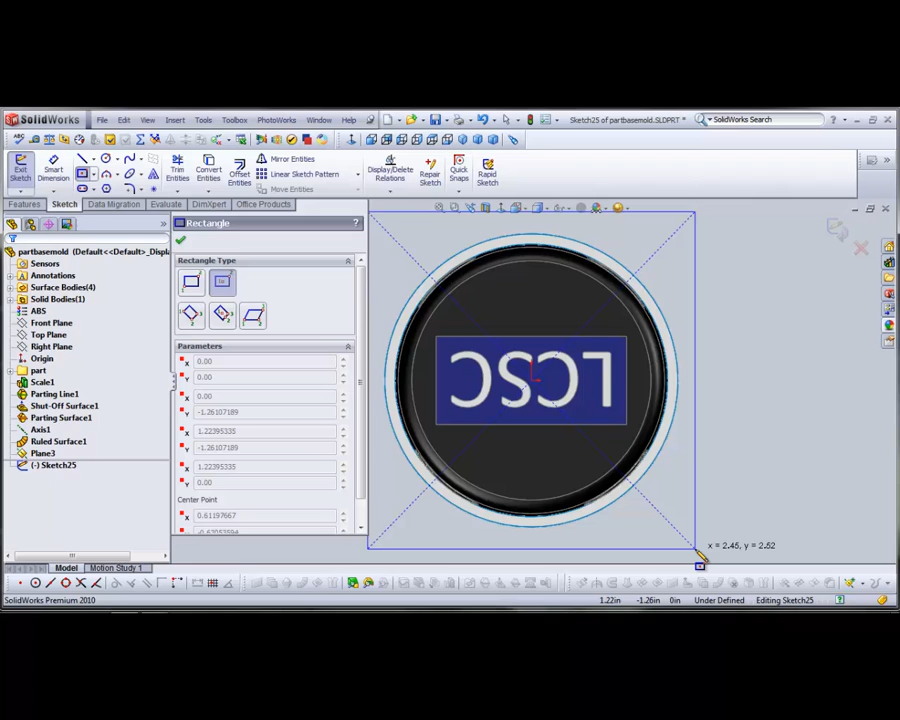 SolidWorks File Edit View Insert Tools Toolbox PhotoWorks Window Help Sketch25 of partbasemold.SLDPRT * SolidWorks Search
Exit Sketch Smart Dimension Trim Entities Convert Entities Offset Entities Mirror Entities Linear Sketch Pattern Move Entities Display/Delete Relations Repair Sketch Quick Snaps Rapid Sketch
Features Sketch Data Migration Evaluate DimXpert Office Products
Rectangle ?
partbasemold (Default<<Default>_Displa
Sensors
Annotations
Surface Bodies(4)
Solid Bodies(1)
ABS
Front Plane
Top Plane
Right Plane
Origin
part
Scale1
Parting Line1
Shut-Off Surface1
Parting Surface1
Axis1
Ruled Surface1
Plane3
(-) Sketch25
Rectangle Type
Parameters
X 0.00
Y 0.00
X 0.00
Y -1.26107189
X 1.22395335
Y -1.26107189
X 1.22395335
Y 0.00
Center Point
X 0.61197667
Y -0.63053594
LCSC
x = 2.45, y = 2.52
Model Motion Study 1
SolidWorks Premium 2010 1.22in -1.26in 0in Under Defined Editing Sketch25